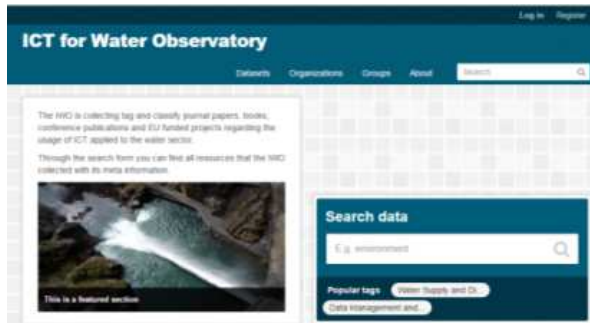 Log in Register
ICT for Water Observatory
Datasets Organizations Groups About Search
The IWO is collecting tag and classify journal papers, books,
conference publications and EU funded projects regarding the
usage of ICT applied to the water sector.
Through the search form you can find all resources that the IWO
collected with its meta information.
This is a featured section
Search data
E.g. environment
Popular tags Water Supply and Di...
Data Management and...